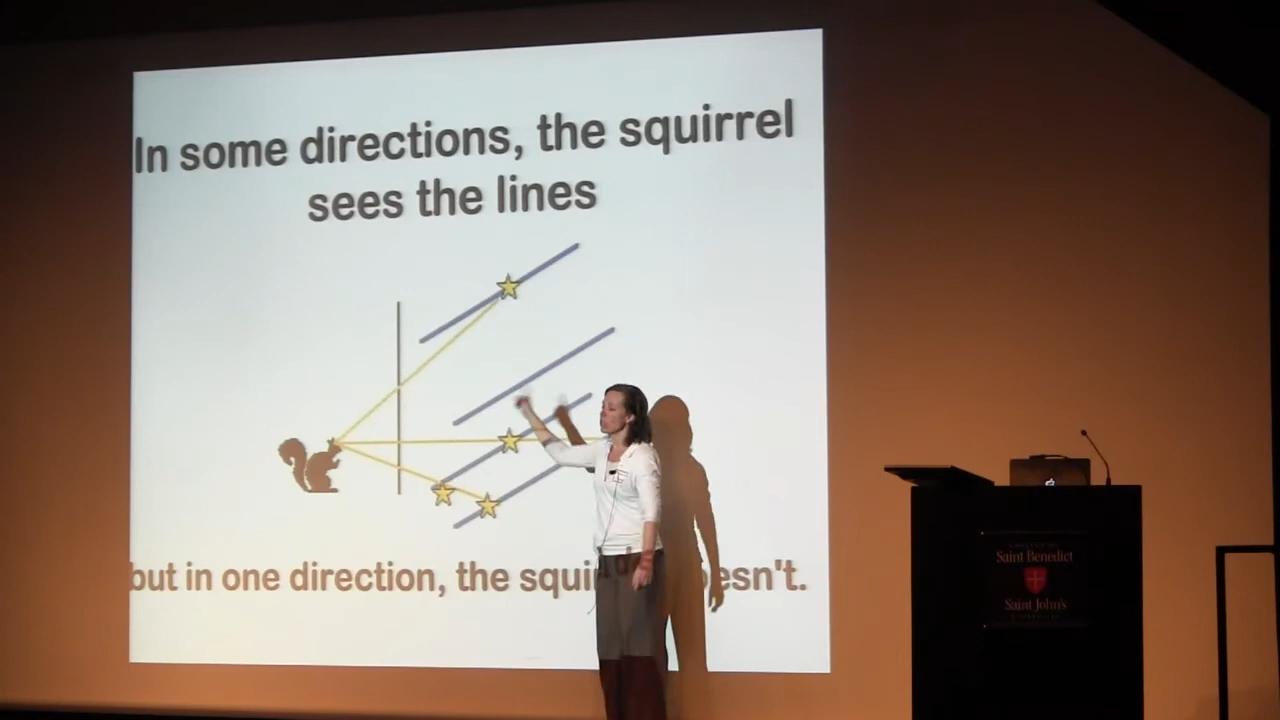 In some directions, the squirrel
sees the lines
but in one direction, the
Saint Benedict
Saint John's